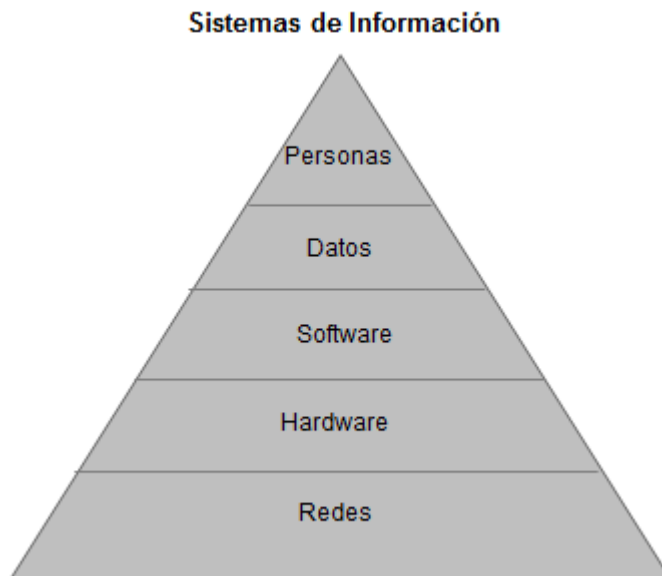 Sistemas de Información
Personas
Datos
Software
Hardware
Redes